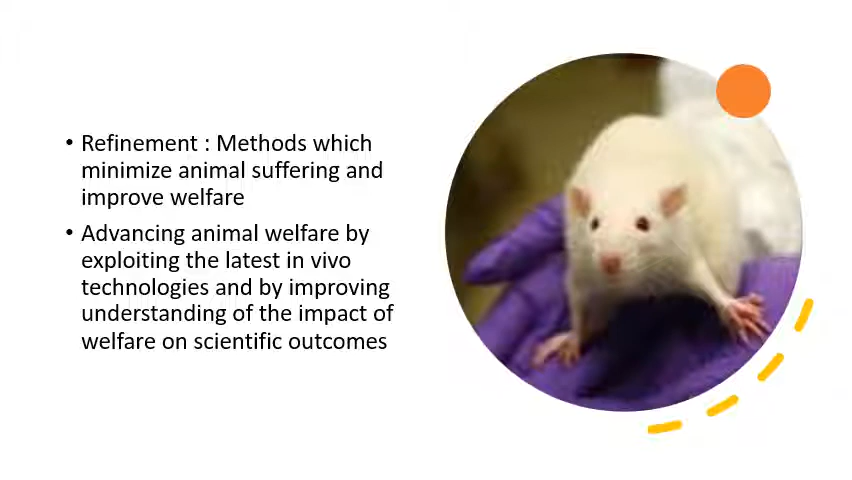 • Refinement : Methods which
minimize animal suffering and
improve welfare
• Advancing animal welfare by
exploiting the latest in vivo
technologies and by improving
understanding of the impact of
welfare on scientific outcomes